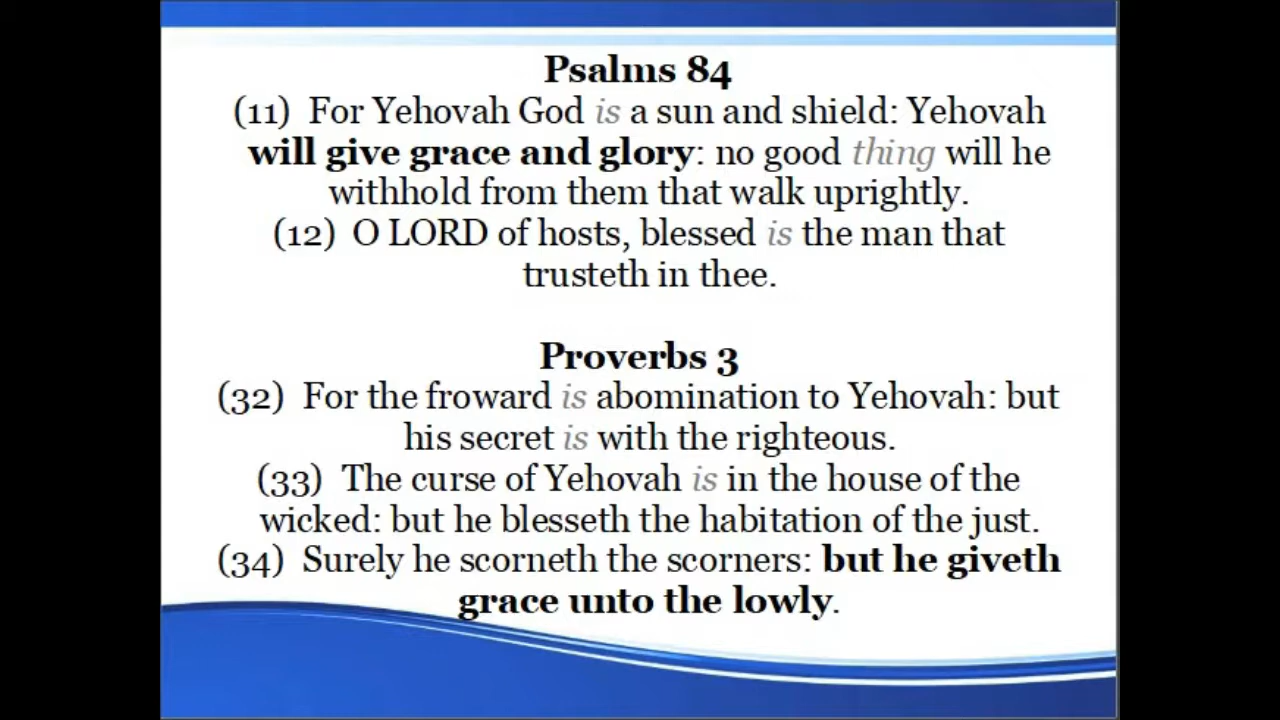 Psalms 84
(11) For Yehovah God is a sun and shield: Yehovah
will give grace and glory: no good thing will he
withhold from them that walk uprightly.
(12) O LORD of hosts, blessed is the man that
trusteth in thee.
Proverbs 3
(32) For the froward is abomination to Yehovah: but
his secret is with the righteous.
(33) The curse of Yehovah is in the house of the
wicked: but he blesseth the habitation of the just.
(34) Surely he scorneth the scorners: but he giveth
grace unto the lowly.